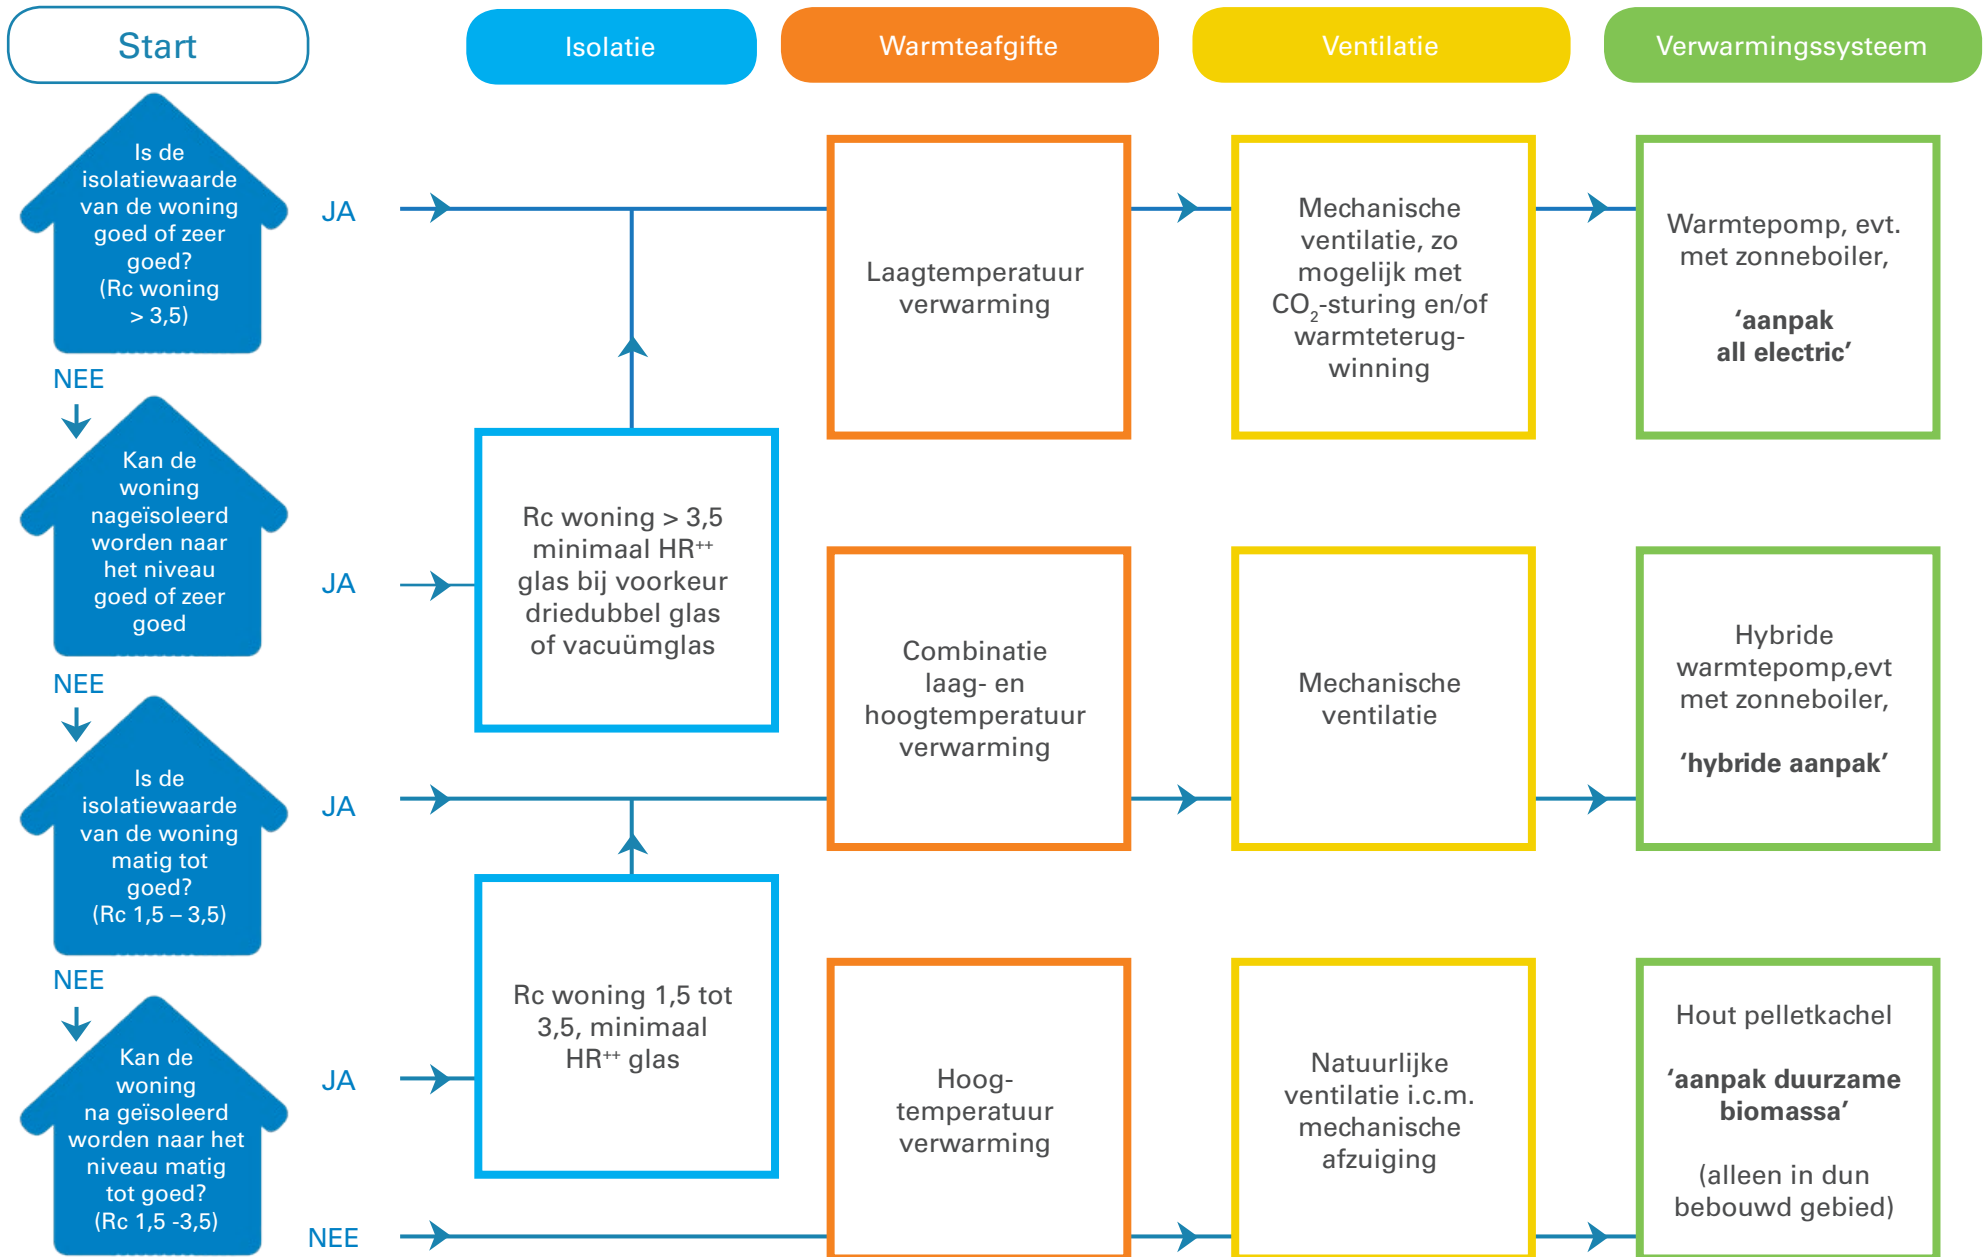 Start
Isolatie
Warmteafgifte
Ventilatie
Verwarmingssysteem
Is de
isolatiewaarde
van de woning
goed of zeer
goed?
(Rc woning
> 3,5)
JA
NEE
Laagtemperatuur
verwarming
Mechanische
ventilatie, zo
mogelijk met
CO₂-sturing en/of
warmteterug-
winning
Warmtepomp, evt.
met zonneboiler,
‘aanpak
all electric’
Kan de
woning
nageïsoleerd
worden naar
het niveau
goed of zeer
goed
JA
NEE
Rc woning > 3,5
minimaal HR⁺⁺
glas bij voorkeur
driedubbel glas
of vacuümglas
Is de
isolatiewaarde
van de woning
matig tot
goed?
(Rc 1,5 – 3,5)
JA
NEE
Combinatie
laag- en
hoogtemperatuur
verwarming
Mechanische
ventilatie
Hybride
warmtepomp,evt
met zonneboiler,
‘hybride aanpak’
Kan de
woning
na geïsoleerd
worden naar het
niveau matig
tot goed?
(Rc 1,5 -3,5)
JA
NEE
Rc woning 1,5 tot
3,5, minimaal
HR⁺⁺ glas
Hoog-
temperatuur
verwarming
Natuurlijke
ventilatie i.c.m.
mechanische
afzuiging
Hout pelletkachel
‘aanpak duurzame
biomassa’
(alleen in dun
bebouwd gebied)